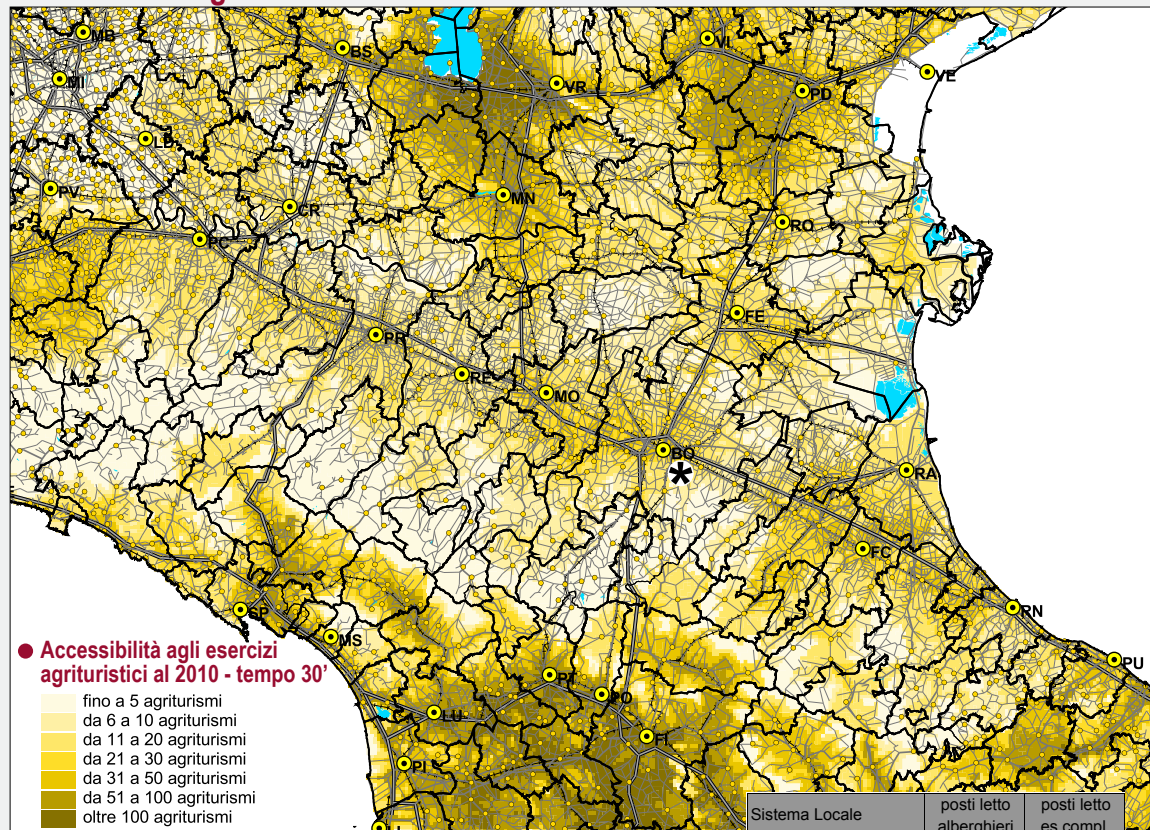 MB
MI
BS
VI
VR
VE
PD
PV
CR
MN
RO
PC
FE
PR
RE
MO
BO
*
RA
FC
RN
PU
SP
MS
PT
PO
LU
FI
PI
● Accessibilità agli esercizi
agrituristici al 2010 - tempo 30'
fino a 5 agriturismi
da 6 a 10 agriturismi
da 11 a 20 agriturismi
da 21 a 30 agriturismi
da 31 a 50 agriturismi
da 51 a 100 agriturismi
oltre 100 agriturismi
Sistema Locale
posti letto
alberghieri
posti letto
es.compl.